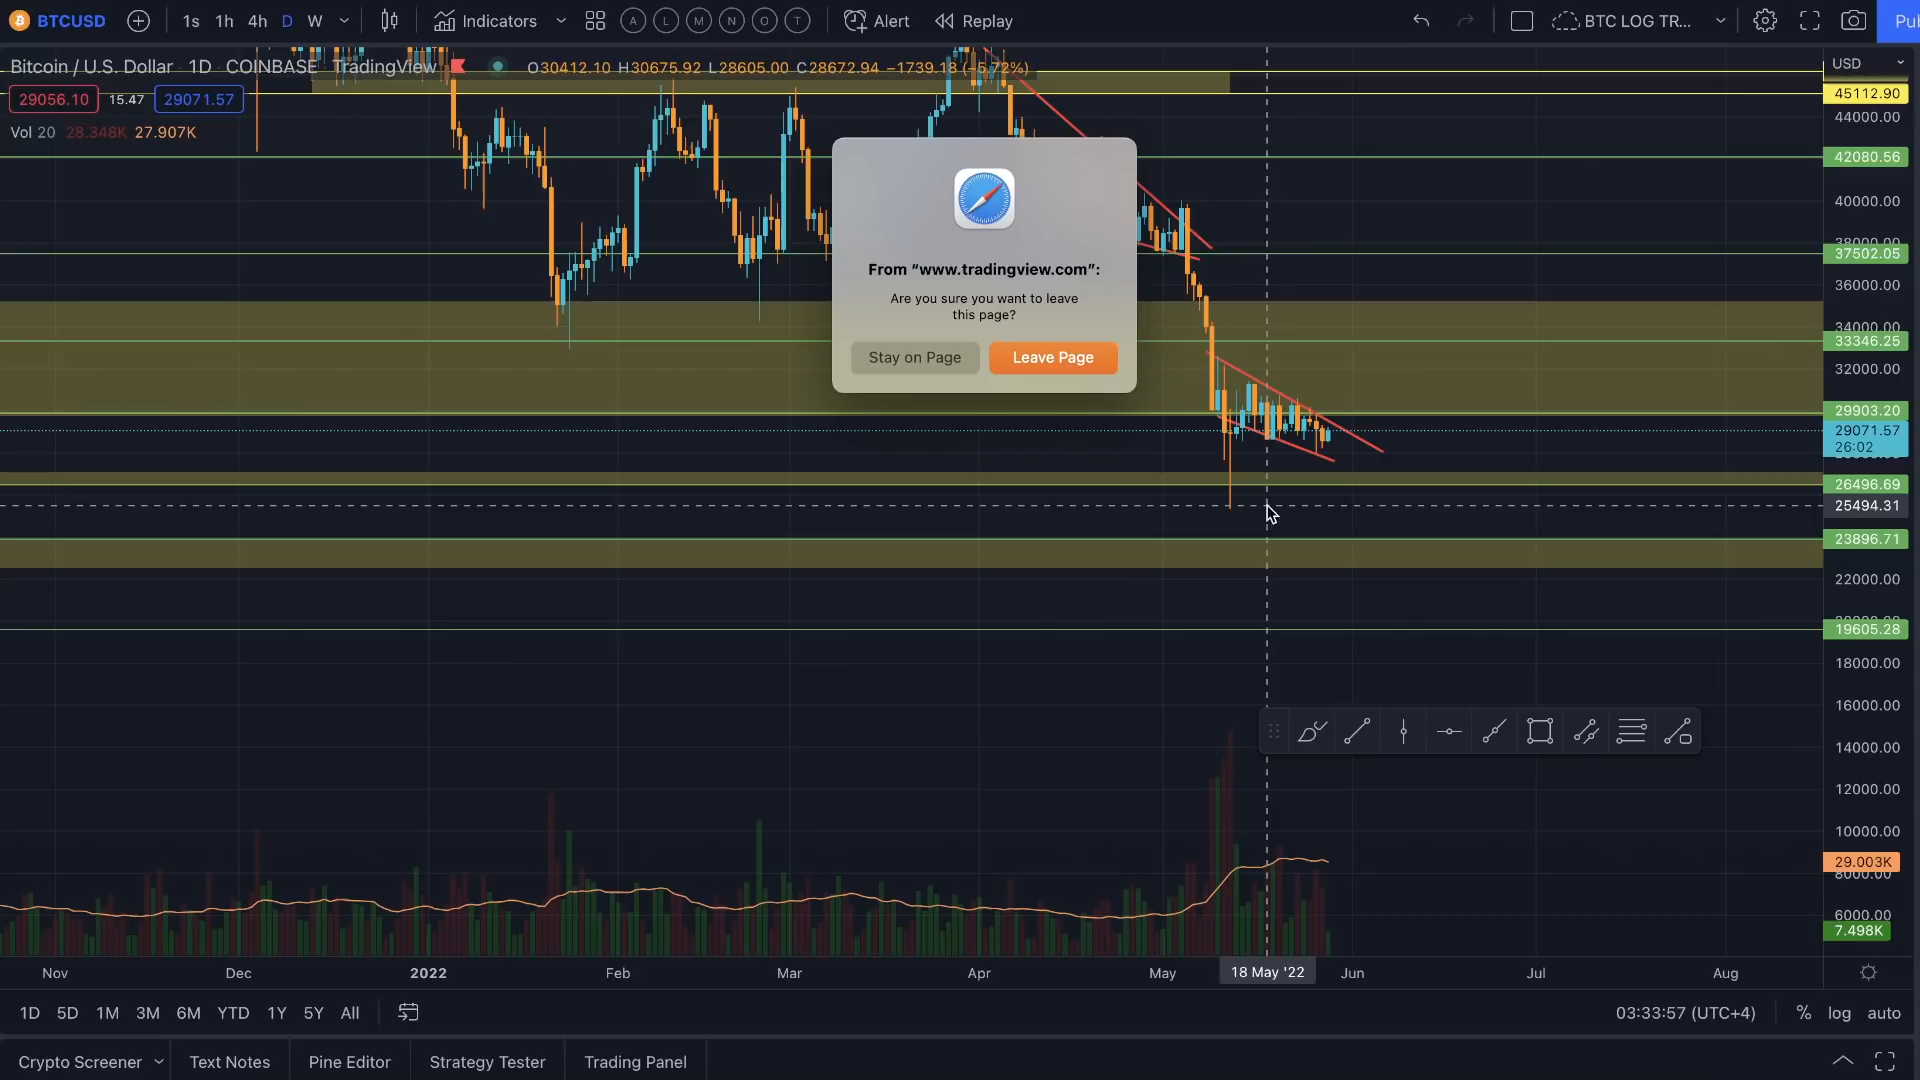 BTCUSD 1s 1h 4h D W Indicators A L M N O T Alert Replay BTC LOG TR... Pu
Bitcoin / U.S. Dollar 1D COINBASE TradingView O30412.10 H30675.92 L28605.00 C28672.94 −1739.18 (−5.72%) USD
29056.10 15.47 29071.57
Vol 20 28.348K 27.907K
45112.90
44000.00
42080.56
40000.00
38000.00
37502.05
36000.00
34000.00
33346.25
32000.00
29903.20
29071.57
26:02
26496.69
25494.31
23896.71
22000.00
19605.28
18000.00
16000.00
14000.00
12000.00
10000.00
29.003K
8000.00
6000.00
7.498K
From “www.tradingview.com”:
Are you sure you want to leave
this page?
Stay on Page Leave Page
Nov Dec 2022 Feb Mar Apr May 18 May '22 Jun Jul Aug
1D 5D 1M 3M 6M YTD 1Y 5Y All 03:33:57 (UTC+4) % log auto
Crypto Screener Text Notes Pine Editor Strategy Tester Trading Panel